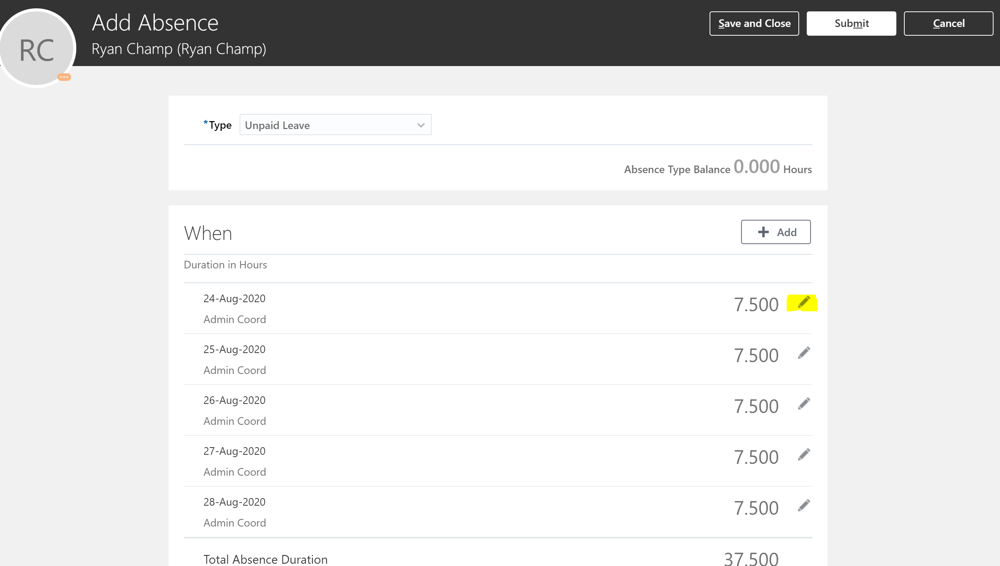 RC
Add Absence
Ryan Champ (Ryan Champ)
Save and Close
Submit
Cancel
*Type Unpaid Leave
Absence Type Balance 0.000 Hours
When
Add
Duration in Hours
24-Aug-2020
7.500
Admin Coord
25-Aug-2020
7.500
Admin Coord
26-Aug-2020
7.500
Admin Coord
27-Aug-2020
7.500
Admin Coord
28-Aug-2020
7.500
Admin Coord
Total Absence Duration
37.500